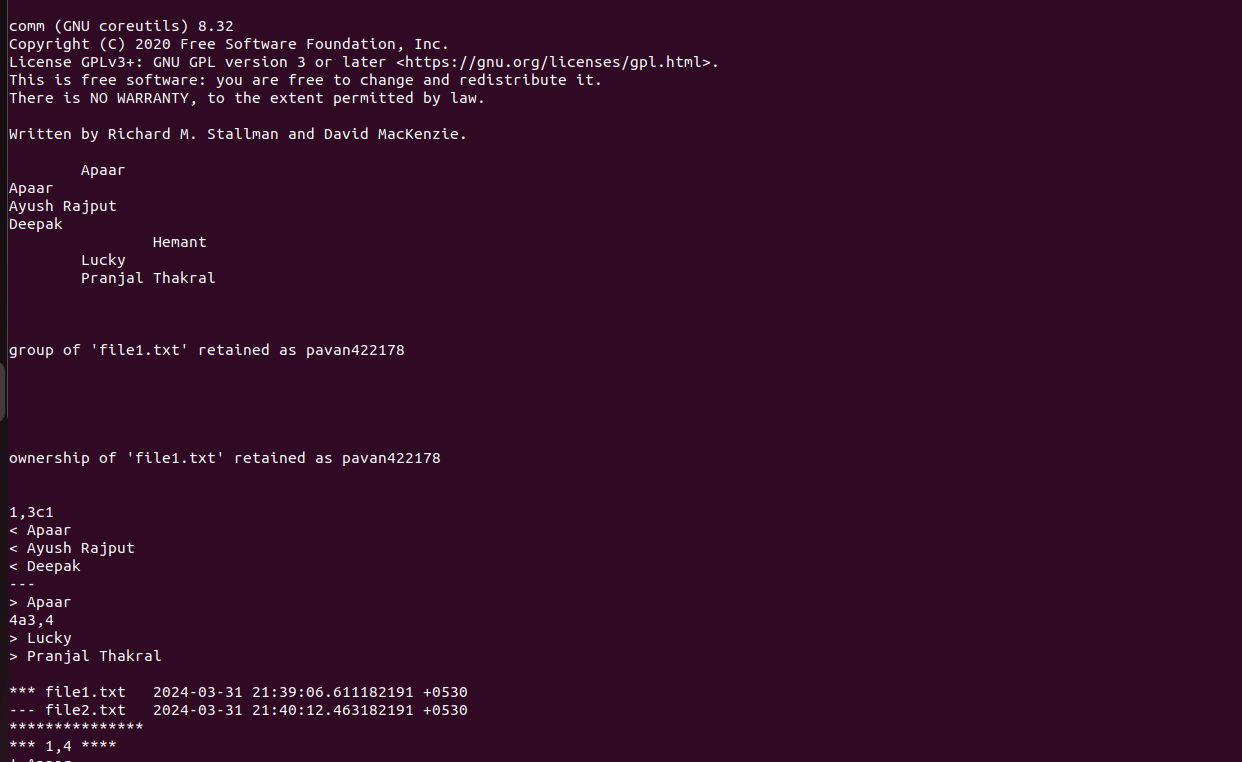 comm (GNU coreutils) 8.32
Copyright (C) 2020 Free Software Foundation, Inc.
License GPLv3+: GNU GPL version 3 or later <https://gnu.org/licenses/gpl.html>.
This is free software: you are free to change and redistribute it.
There is NO WARRANTY, to the extent permitted by law.
Written by Richard M. Stallman and David MacKenzie.
Apaar
Apaar
Ayush Rajput
Deepak
Hemant
Lucky
Pranjal Thakral
group of 'file1.txt' retained as pavan422178
ownership of 'file1.txt' retained as pavan422178
1,3c1
< Apaar
< Ayush Rajput
< Deepak
---
> Apaar
4a3,4
> Lucky
> Pranjal Thakral
*** file1.txt   2024-03-31 21:39:06.611182191 +0530
--- file2.txt   2024-03-31 21:40:12.463182191 +0530
***************
*** 1,4 ****